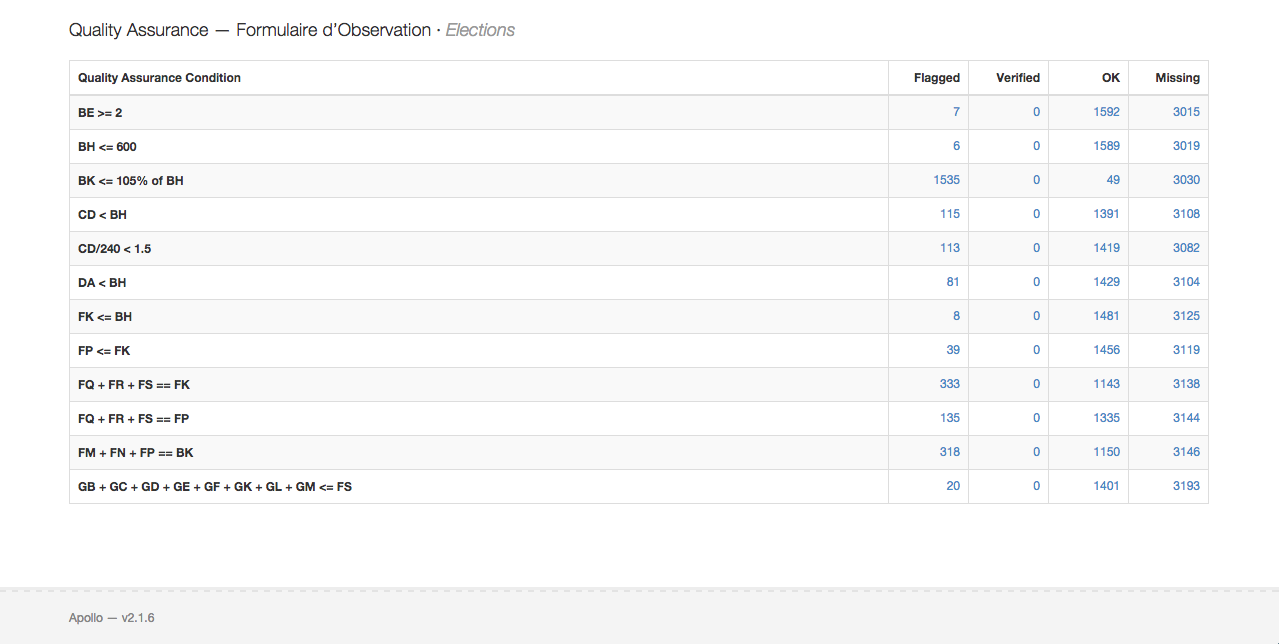 Quality Assurance — Formulaire d'Observation · Elections
Quality Assurance Condition Flagged Verified OK Missing
BE >= 2 7 0 1592 3015
BH <= 600 6 0 1589 3019
BK <= 105% of BH 1535 0 49 3030
CD < BH 115 0 1391 3108
CD/240 < 1.5 113 0 1419 3082
DA < BH 81 0 1429 3104
FK <= BH 8 0 1481 3125
FP <= FK 39 0 1456 3119
FQ + FR + FS == FK 333 0 1143 3138
FQ + FR + FS == FP 135 0 1335 3144
FM + FN + FP == BK 318 0 1150 3146
GB + GC + GD + GE + GF + GK + GL + GM <= FS 20 0 1401 3193
Apollo — v2.1.6